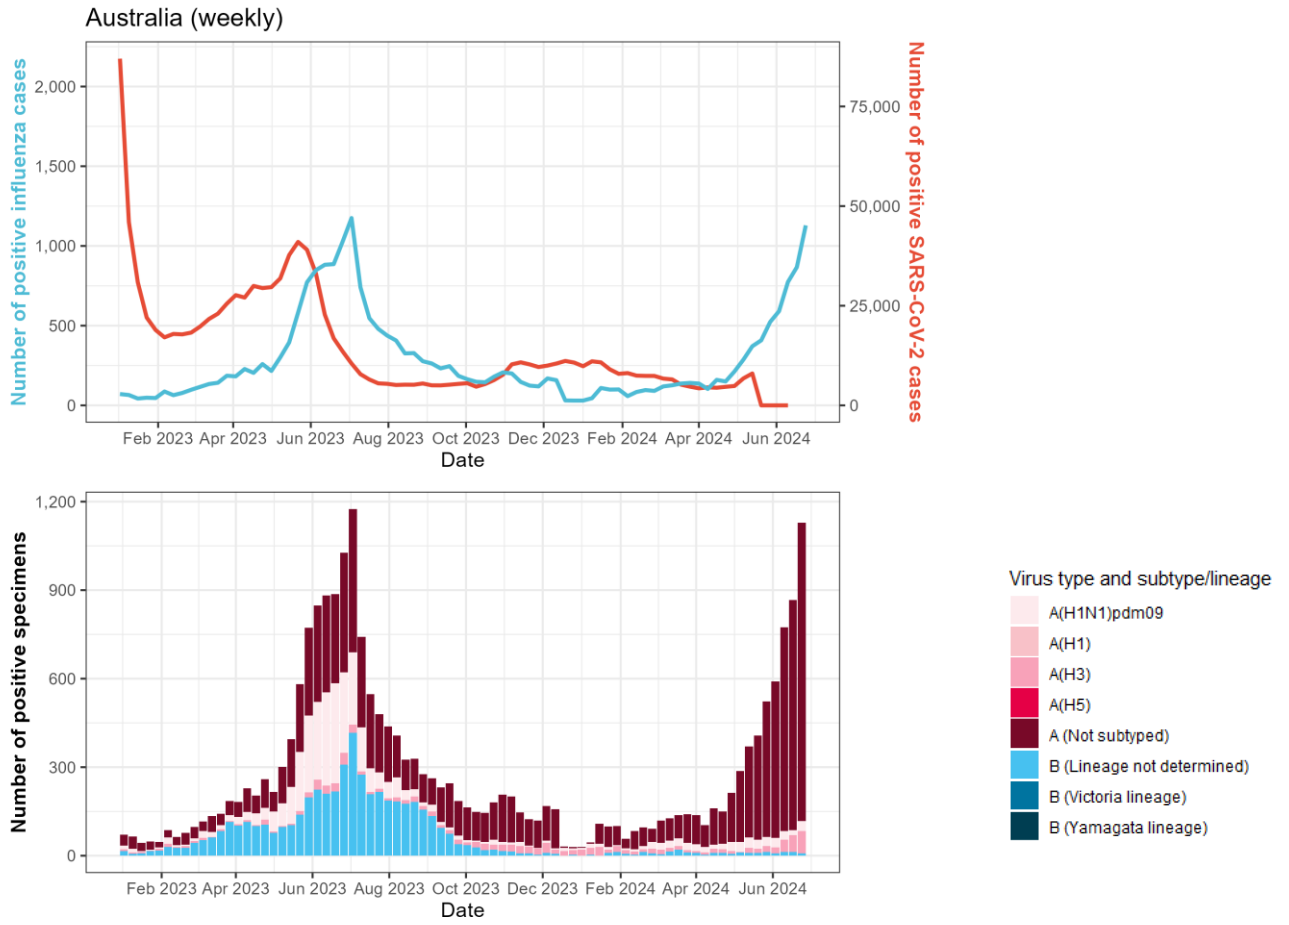 Australia (weekly)
Number of positive influenza cases
2,000
1,500
1,000
500
0
75,000
50,000
25,000
0
Number of positive SARS-CoV-2 cases
Feb 2023 Apr 2023 Jun 2023 Aug 2023 Oct 2023 Dec 2023 Feb 2024 Apr 2024 Jun 2024
Date
Number of positive specimens
1,200
900
600
300
0
Feb 2023 Apr 2023 Jun 2023 Aug 2023 Oct 2023 Dec 2023 Feb 2024 Apr 2024 Jun 2024
Date
Virus type and subtype/lineage
A(H1N1)pdm09
A(H1)
A(H3)
A(H5)
A (Not subtyped)
B (Lineage not determined)
B (Victoria lineage)
B (Yamagata lineage)